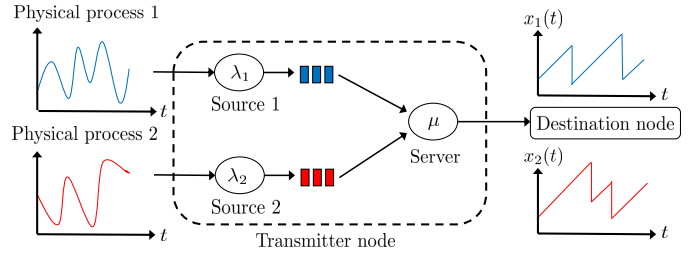 Physical process 1
t
λ1
Source 1
Physical process 2
t
λ2
Source 2
μ
Server
Transmitter node
x1(t)
t
Destination node
x2(t)
t